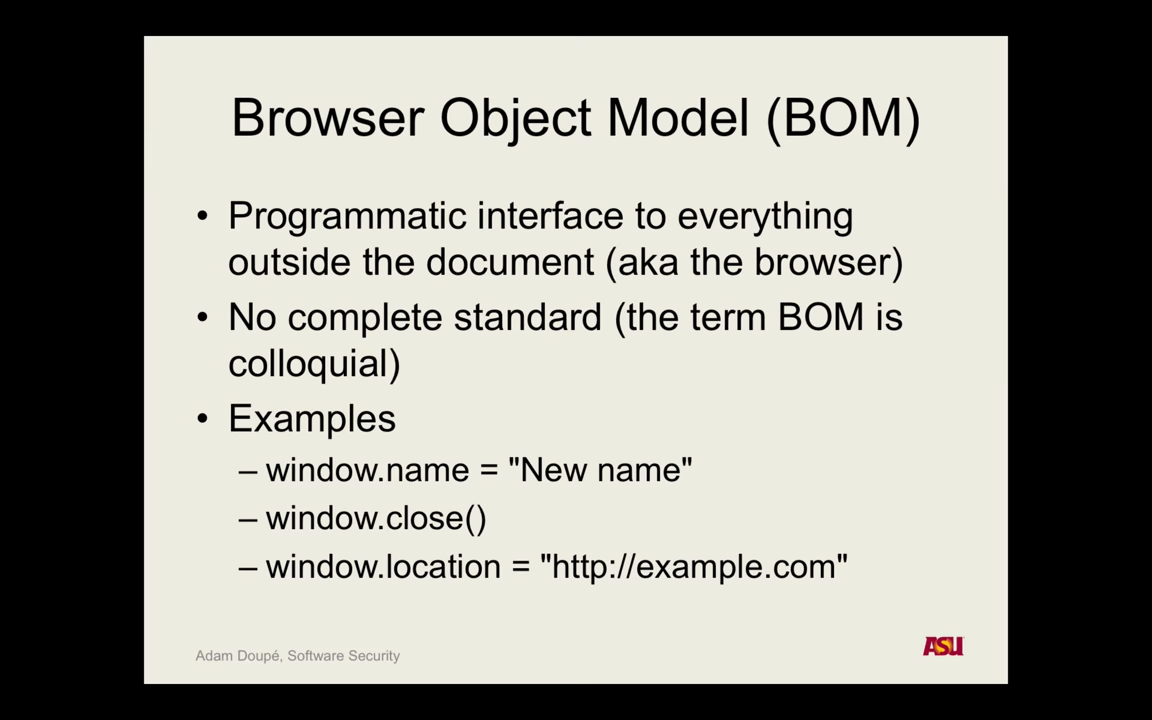 Browser Object Model (BOM)
• Programmatic interface to everything
outside the document (aka the browser)
• No complete standard (the term BOM is
colloquial)
• Examples
– window.name = "New name"
– window.close()
– window.location = "http://example.com"
Adam Doupé, Software Security
ASU